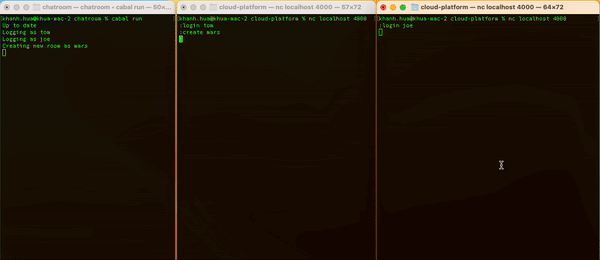 chatroom — chatroom • cabal run — 50×...
khanh.hua@khua-mac-2 chatroom % cabal run
Up to date
Logging as tom
Logging as joe
Creating new room as mars
cloud-platform — nc localhost 4000 — 57×72
khanh.hua@khua-mac-2 cloud-platform % nc localhost 4000
:login tom
:create mars
cloud-platform — nc localhost 4000 — 64×72
khanh.hua@khua-mac-2 cloud-platform % nc localhost 4000
:login joe